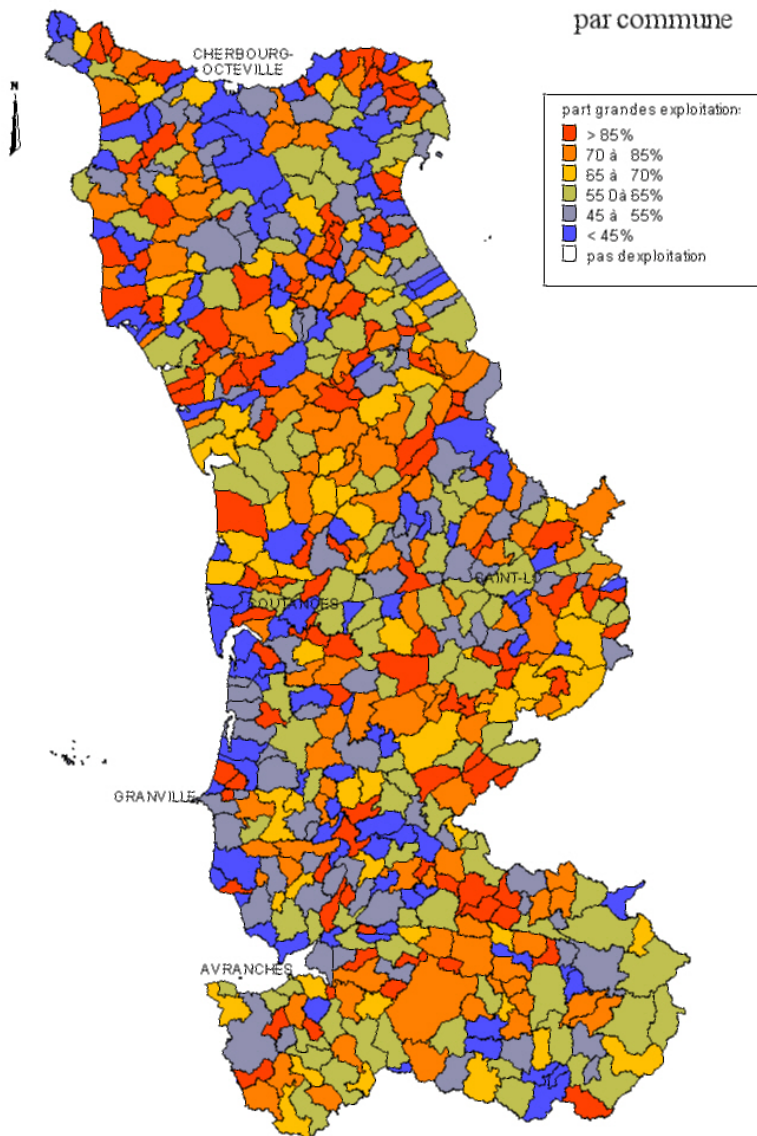 par commune
CHERBOURG-
OCTEVILLE
N
part grandes exploitation:
> 85%
70 à 85%
65 à 70%
55 0à 65%
45 à 55%
< 45%
pas dexploitation
SAINT-LO
COUTANCES
GRANVILLE
AVRANCHES